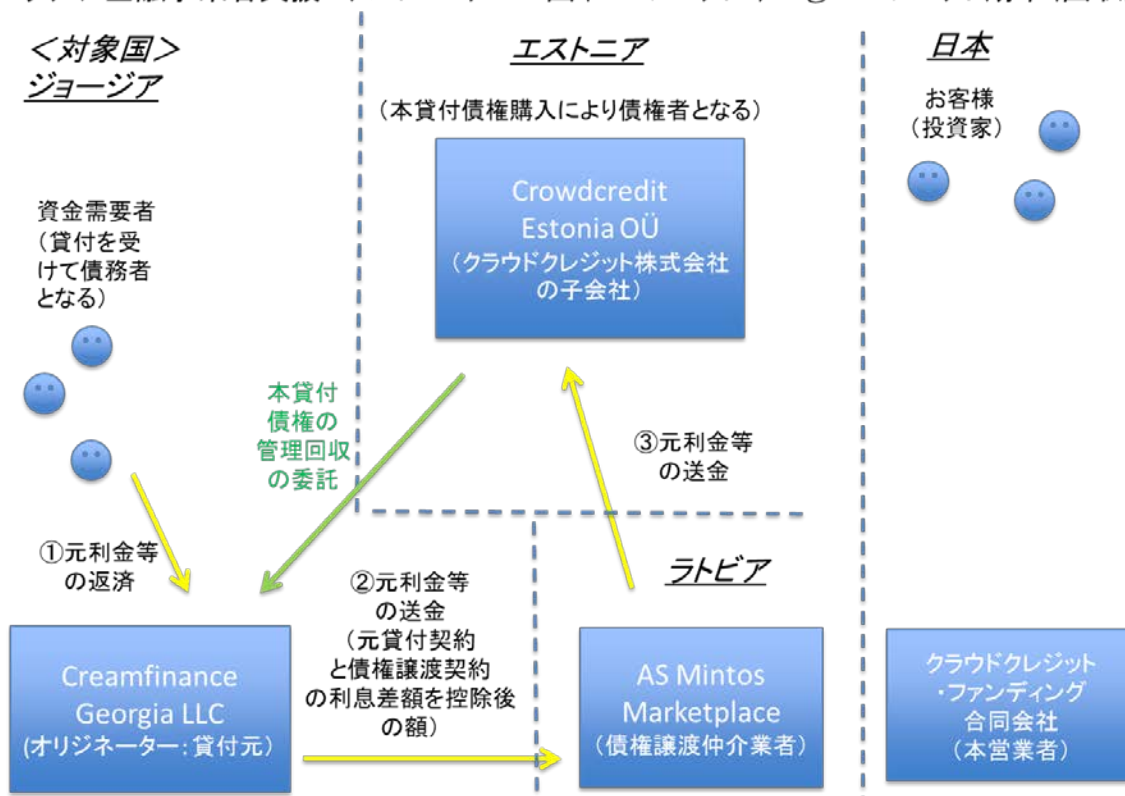 <対象国>
ジョージア
エストニア
日本
(本貸付債権購入により債権者となる)
お客様
(投資家)
Crowdcredit
Estonia OÜ
(クラウドクレジット株式会社
の子会社)
資金需要者
(貸付を受
けて債務者
となる)
本貸付
債権の
管理回収
の委託
③元利金等
の送金
①元利金等
の返済
②元利金等
の送金
(元貸付契約
と債権譲渡契約
の利息差額を控除後
の額)
ラトビア
Creamfinance
Georgia LLC
(オリジネーター:貸付元)
AS Mintos
Marketplace
(債権譲渡仲介業者)
クラウドクレジット
・ファンディング
合同会社
(本営業者)